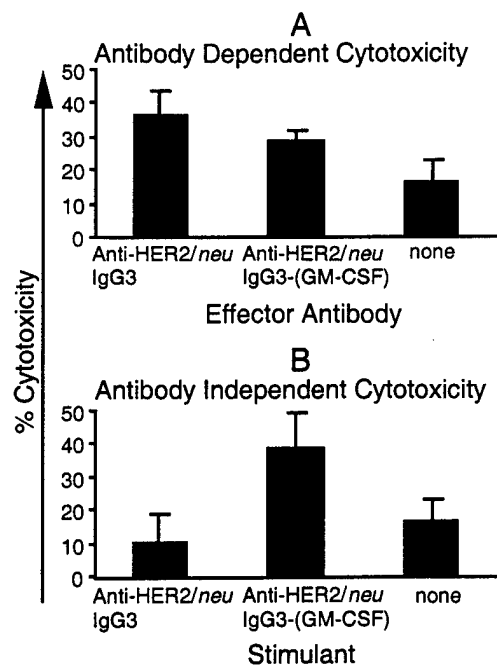 A
Antibody Dependent Cytotoxicity
50
40
30
20
10
0
Anti-HER2/neu IgG3
Anti-HER2/neu IgG3-(GM-CSF)
none
Effector Antibody
% Cytotoxicity
B
Antibody Independent Cytotoxicity
50
40
30
20
10
0
Anti-HER2/neu IgG3
Anti-HER2/neu IgG3-(GM-CSF)
none
Stimulant